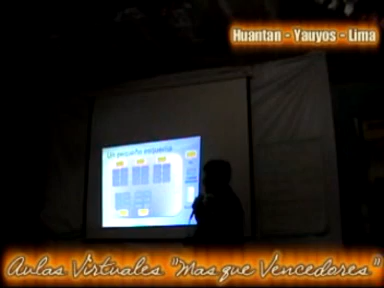 Huantan - Yauyos - Lima
Un pequeño esquema
Aulas Virtuales "Mas que Vencedores"